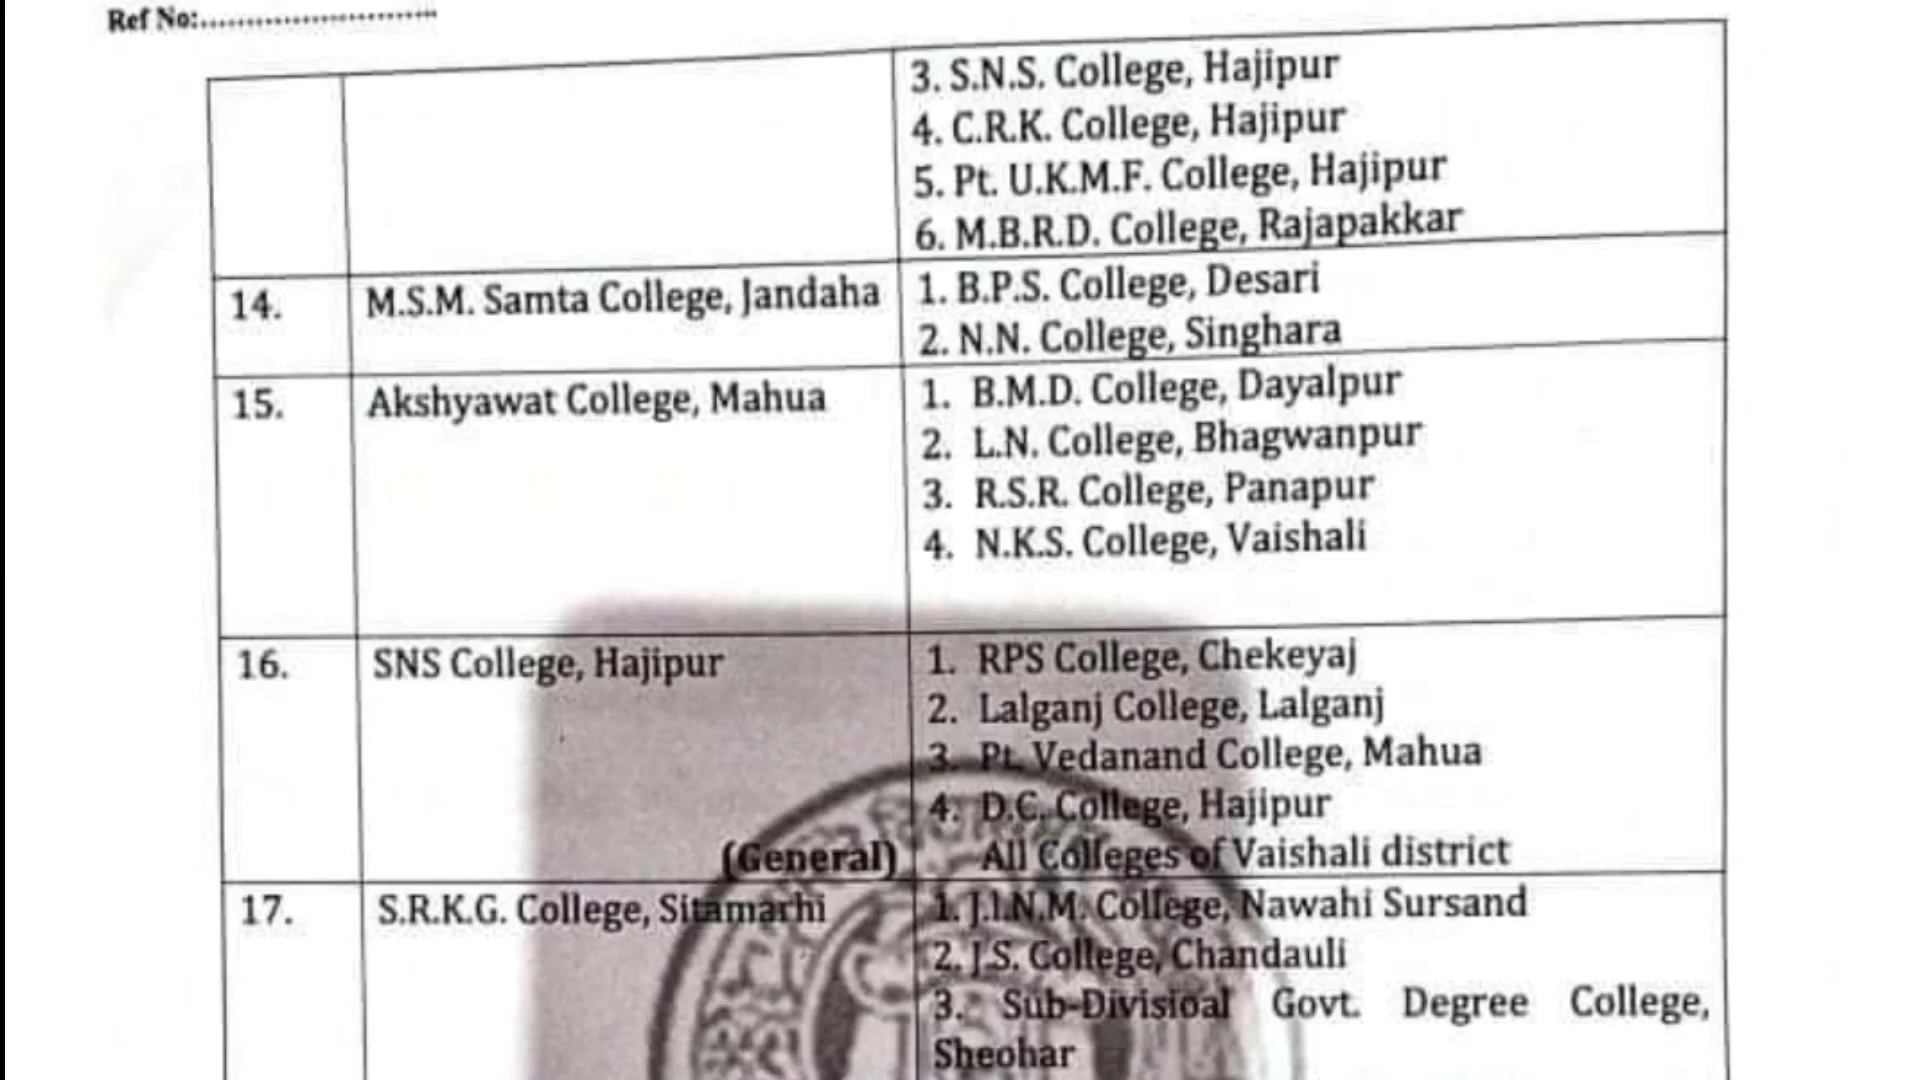 Ref No:..............................
3. S.N.S. College, Hajipur
4. C.R.K. College, Hajipur
5. Pt. U.K.M.F. College, Hajipur
6. M.B.R.D. College, Rajapakkar
14. M.S.M. Samta College, Jandaha
1. B.P.S. College, Desari
2. N.N. College, Singhara
15. Akshyawat College, Mahua
1. B.M.D. College, Dayalpur
2. L.N. College, Bhagwanpur
3. R.S.R. College, Panapur
4. N.K.S. College, Vaishali
16. SNS College, Hajipur
1. RPS College, Chekeyaj
2. Lalganj College, Lalganj
3. Pt. Vedanand College, Mahua
4. D.C. College, Hajipur
(General) All Colleges of Vaishali district
17. S.R.K.G. College, Sitamarhi
1. J.I.N.M. College, Nawahi Sursand
2. J.S. College, Chandauli
3. Sub-Divisioal Govt. Degree College,
Sheohar